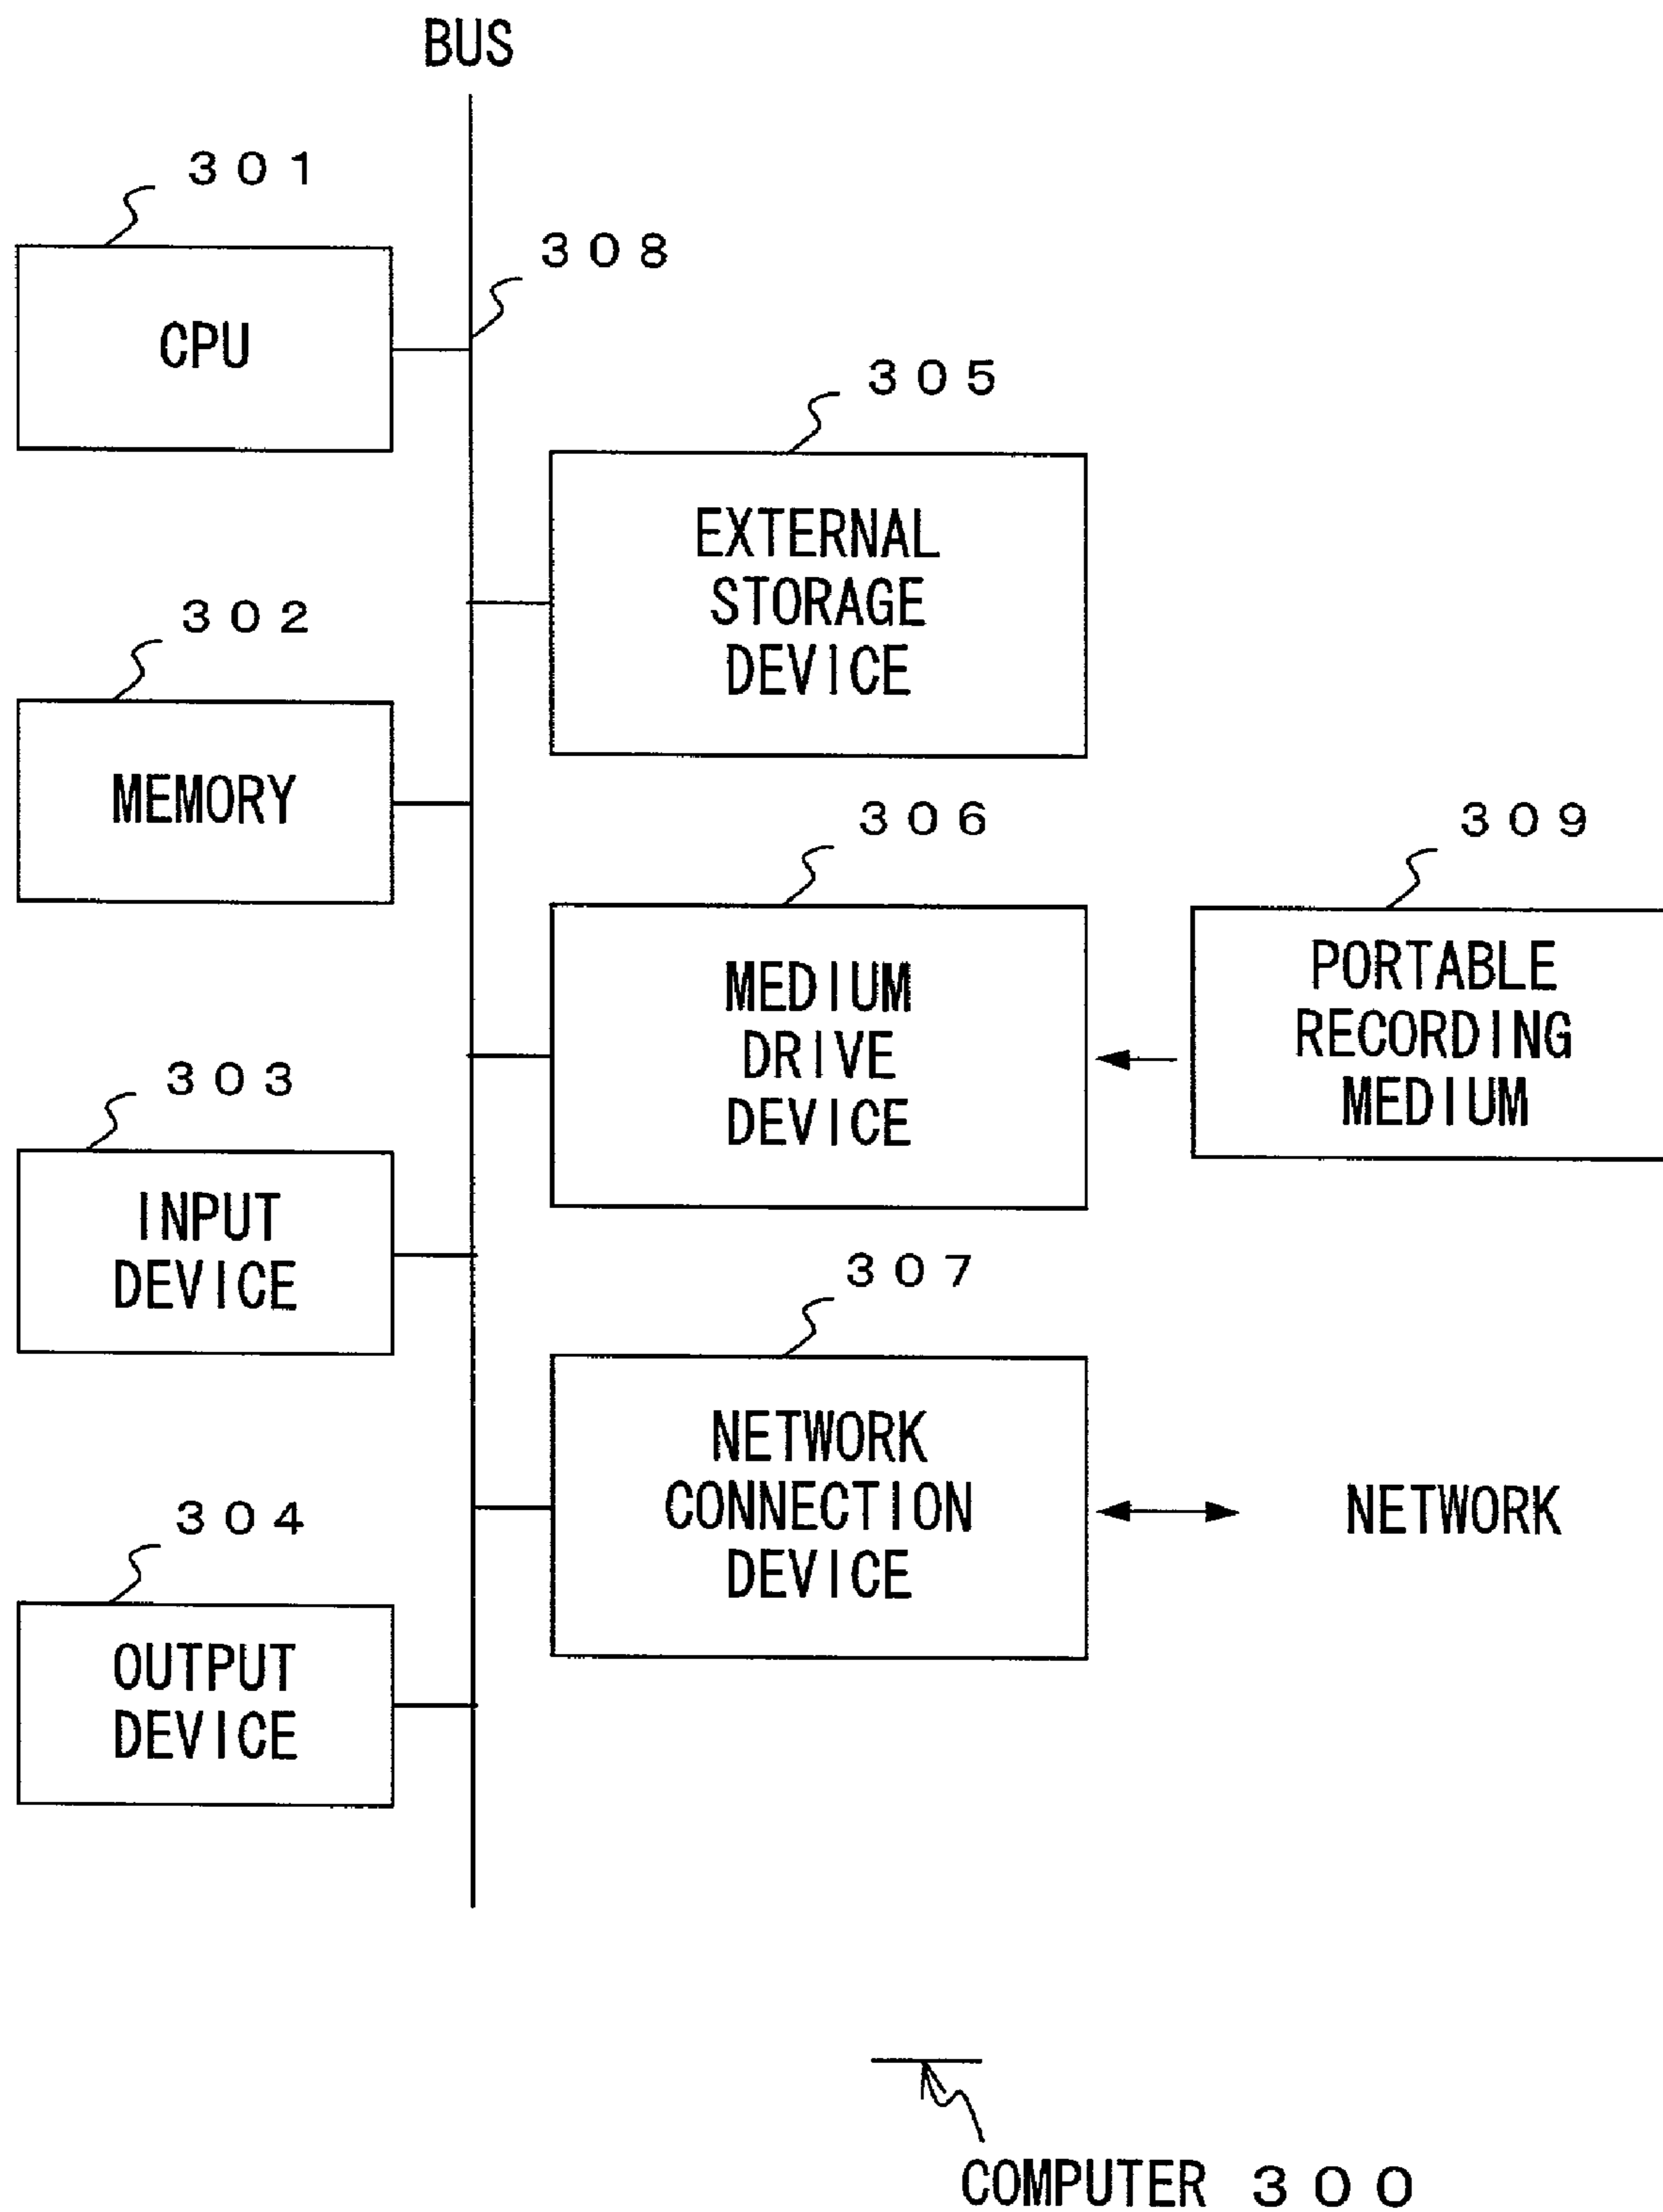 BUS
301
CPU
308
305
EXTERNAL
STORAGE
DEVICE
302
MEMORY
306
MEDIUM
DRIVE
DEVICE
309
PORTABLE
RECORDING
MEDIUM
303
INPUT
DEVICE
307
NETWORK
CONNECTION
DEVICE
NETWORK
304
OUTPUT
DEVICE
COMPUTER 300